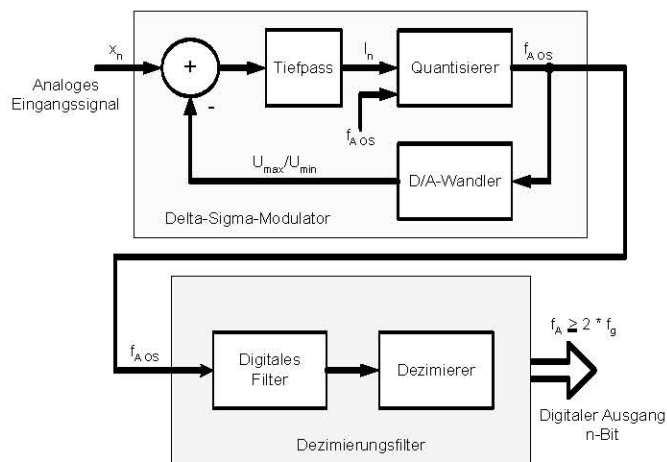 x_n
Analoges
Eingangssignal
+
-
Tiefpass
I_n
Quantisierer
f_A OS
f_A OS
U_max/U_min
D/A-Wandler
Delta-Sigma-Modulator
f_A OS
Digitales
Filter
Dezimierer
f_A ≥ 2 * f_g
Digitaler Ausgang
n-Bit
Dezimierungsfilter